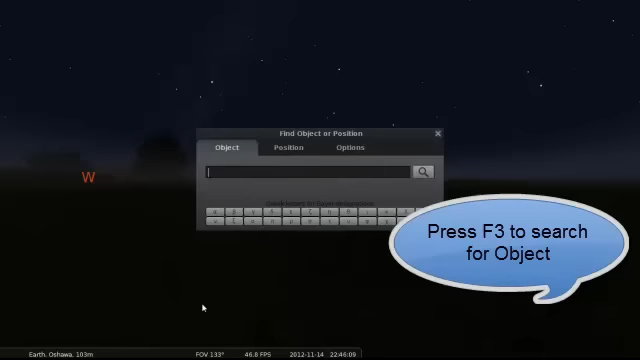 Find Object or Position
Object
Position
Options
W
Press F3 to search
for Object
Earth, Oshawa, 103m
FOV 133°
46.8 FPS
2012-11-14 22:46:09